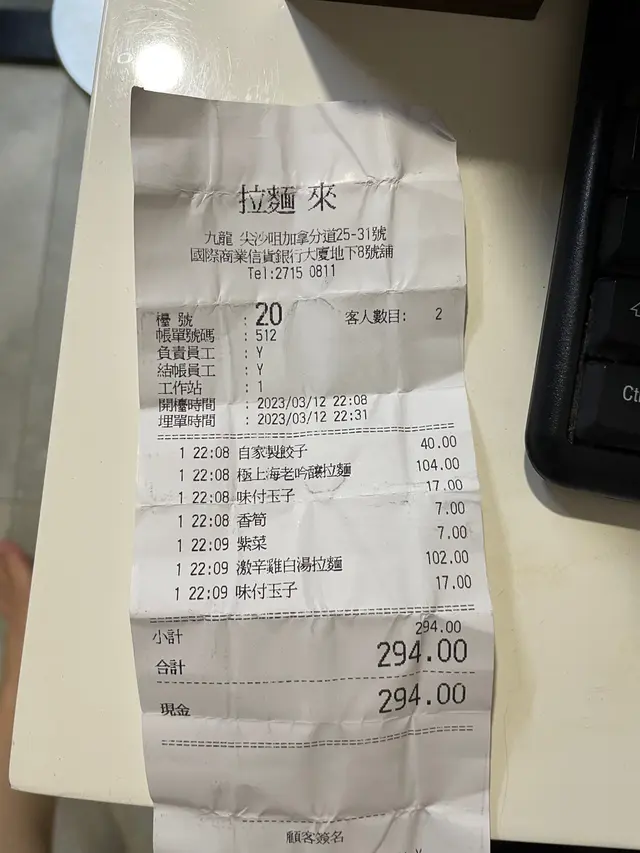 拉麵 來
九龍 尖沙咀加拿分道25-31號
國際商業信貸銀行大廈地下8號舖
Tel:2715 0811
檯 號 : 20 客人數目: 2
帳單號碼 : 512
負責員工 : Y
結帳員工 : Y
工作站 : 1
開檯時間 : 2023/03/12 22:08
埋單時間 : 2023/03/12 22:31
1 22:08 自家製餃子 40.00
1 22:08 極上海老吟釀拉麵 104.00
1 22:08 味付玉子 17.00
1 22:08 香筍 7.00
1 22:09 紫菜 7.00
1 22:09 激辛雞白湯拉麵 102.00
1 22:09 味付玉子 17.00
小計 294.00
合計 294.00
現金 294.00
顧客簽名
Ctr